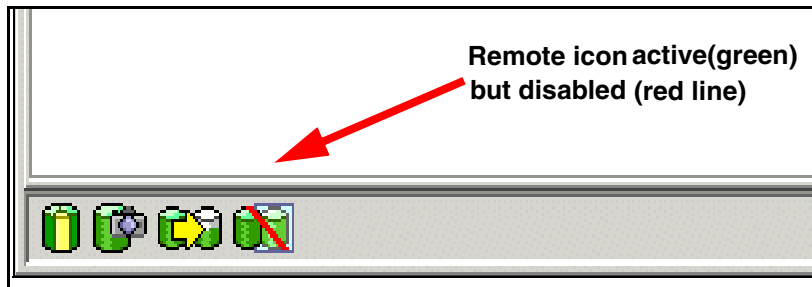 Remote icon active(green)
but disabled (red line)